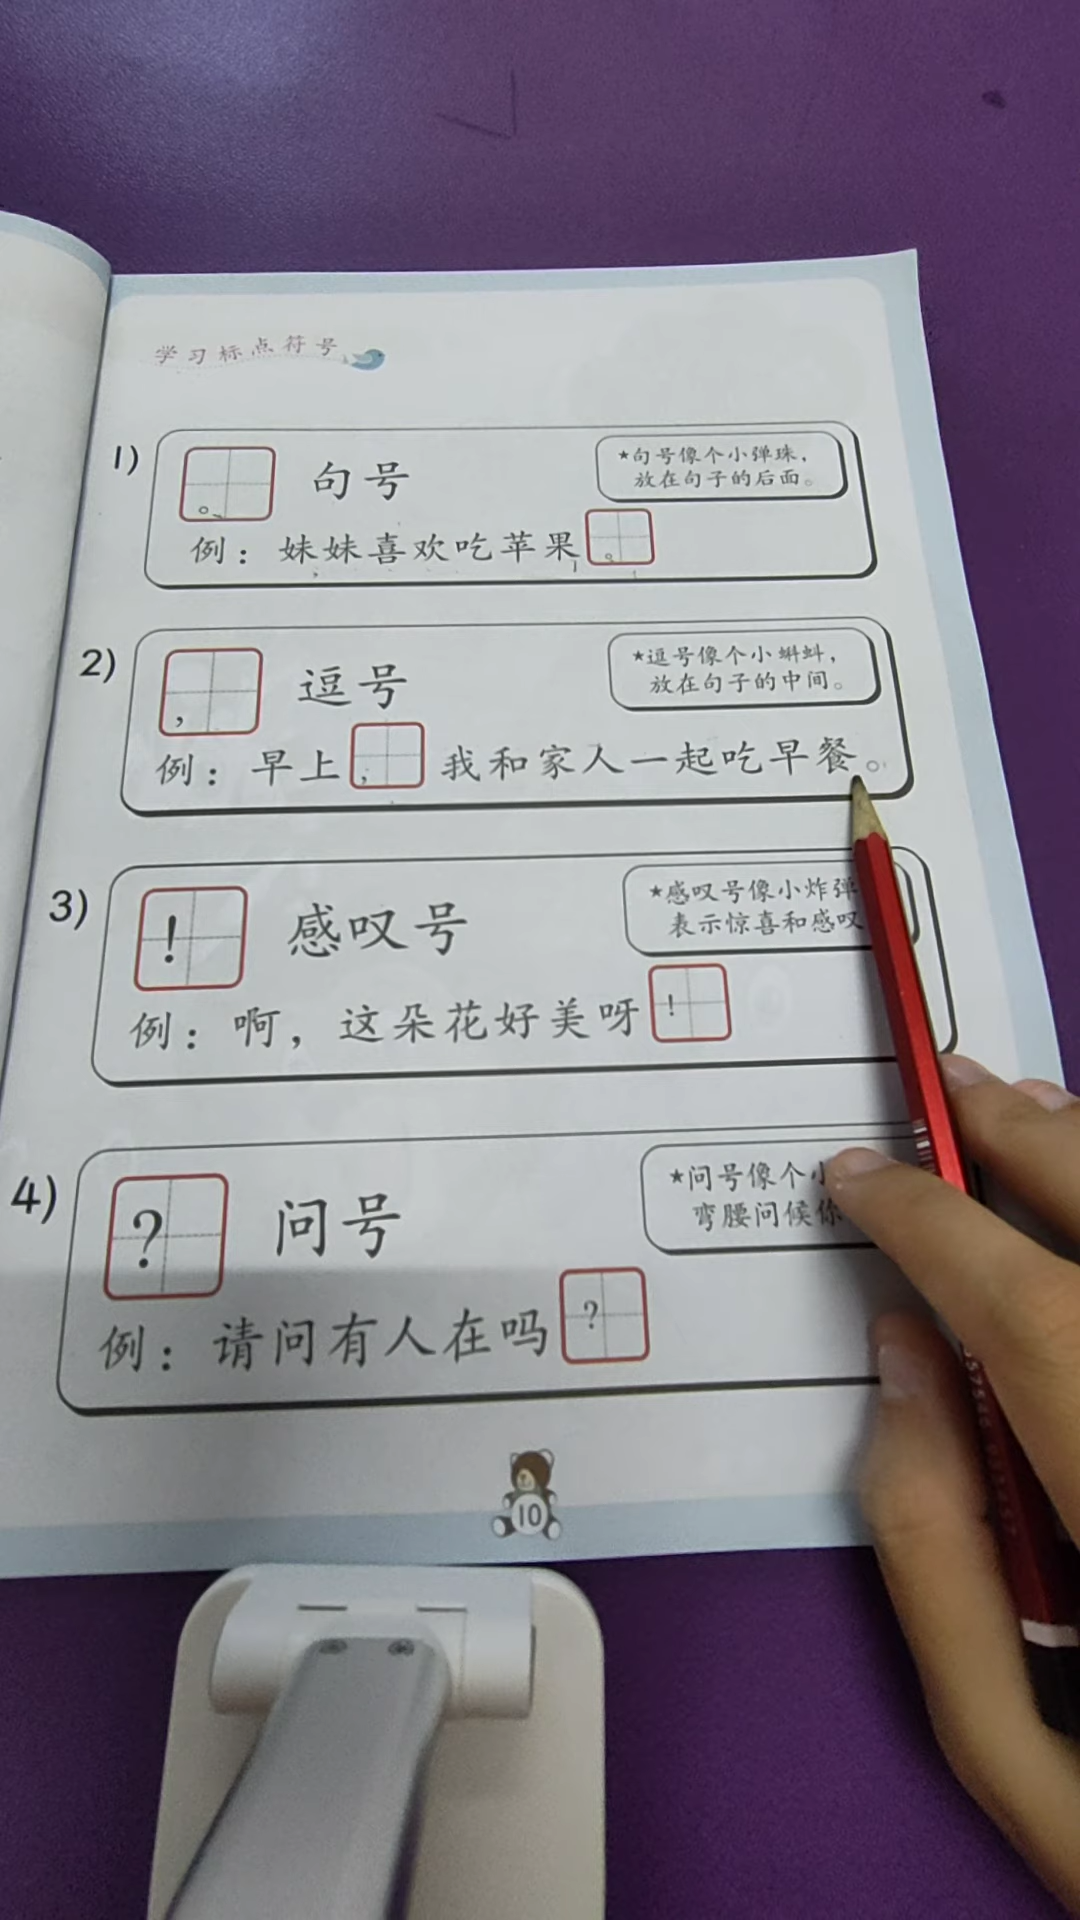 学习标点符号
1)
。 句号
★句号像个小弹珠，
放在句子的后面。
例：妹妹喜欢吃苹果。
2)
， 逗号
★逗号像个小蝌蚪，
放在句子的中间。
例：早上，我和家人一起吃早餐。
3)
！ 感叹号
★感叹号像小炸弹
表示惊喜和感叹
例：啊，这朵花好美呀！
4)
？ 问号
★问号像个小
弯腰问候你
例：请问有人在吗？
10